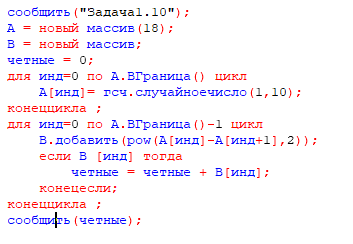 сообщить("Задача1.10");
А = новый массив(18);
В = новый массив;
четные = 0;
для инд=0 по А.ВГраница() цикл
А[инд]= гсч.случайноечисло(1,10);
конеццикла ;
для инд=0 по А.ВГраница()-1 цикл
В.добавить(pow(А[инд]-А[инд+1],2));
если В [инд] тогда
четные = четные + В[инд];
конецесли;
конеццикла ;
сообщить(четные);